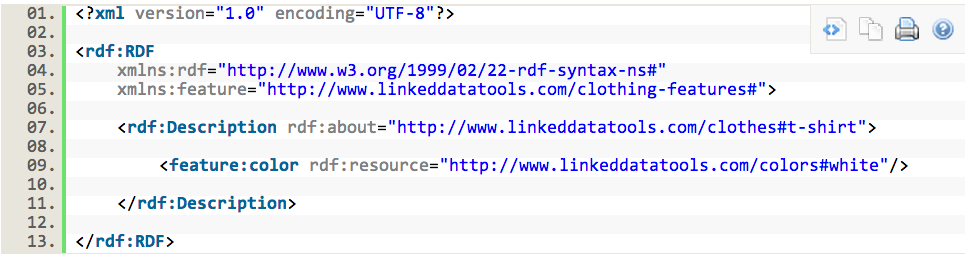 01. <?xml version="1.0" encoding="UTF-8"?>
02.
03. <rdf:RDF
04. xmlns:rdf="http://www.w3.org/1999/02/22-rdf-syntax-ns#"
05. xmlns:feature="http://www.linkeddatatools.com/clothing-features#">
06.
07. <rdf:Description rdf:about="http://www.linkeddatatools.com/clothes#t-shirt">
08.
09. <feature:color rdf:resource="http://www.linkeddatatools.com/colors#white"/>
10.
11. </rdf:Description>
12.
13. </rdf:RDF>